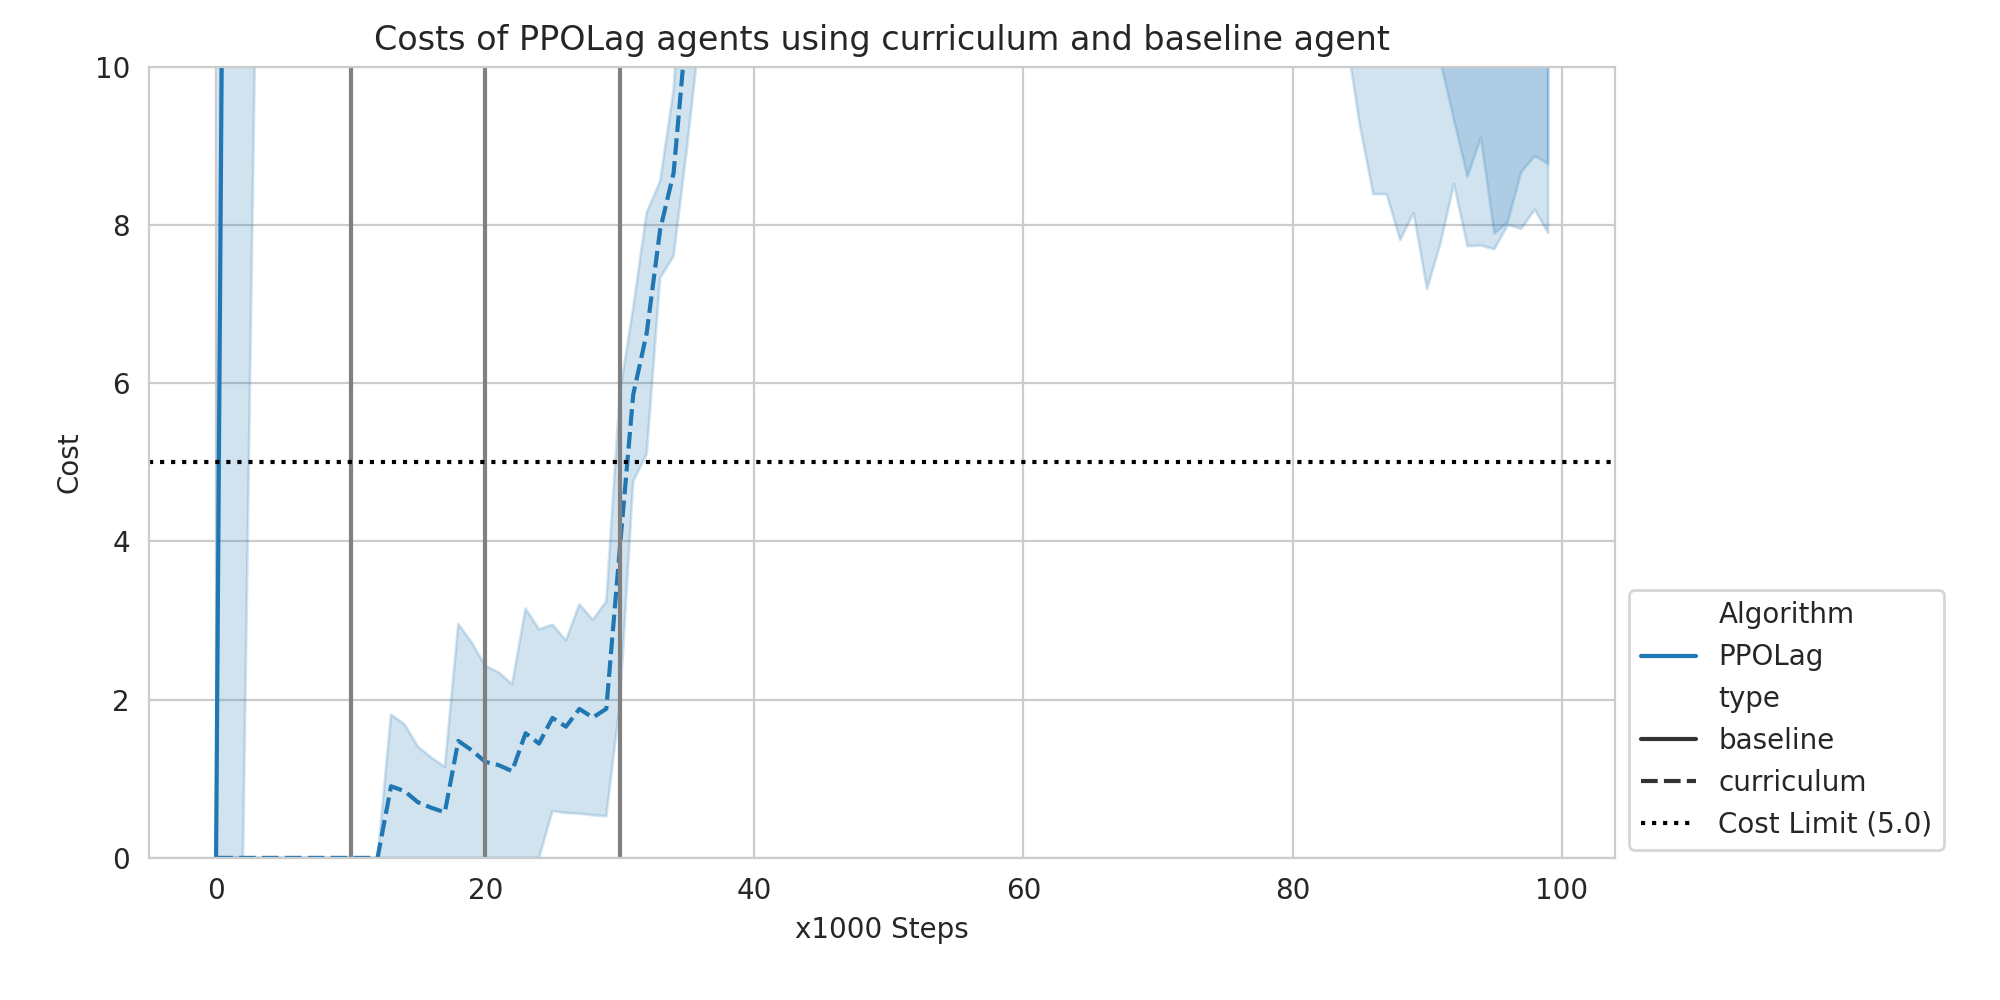 Costs of PPOLag agents using curriculum and baseline agent
10
8
6
4
2
0
Cost
0 20 40 60 80 100
x1000 Steps
Algorithm
PPOLag
type
baseline
curriculum
Cost Limit (5.0)